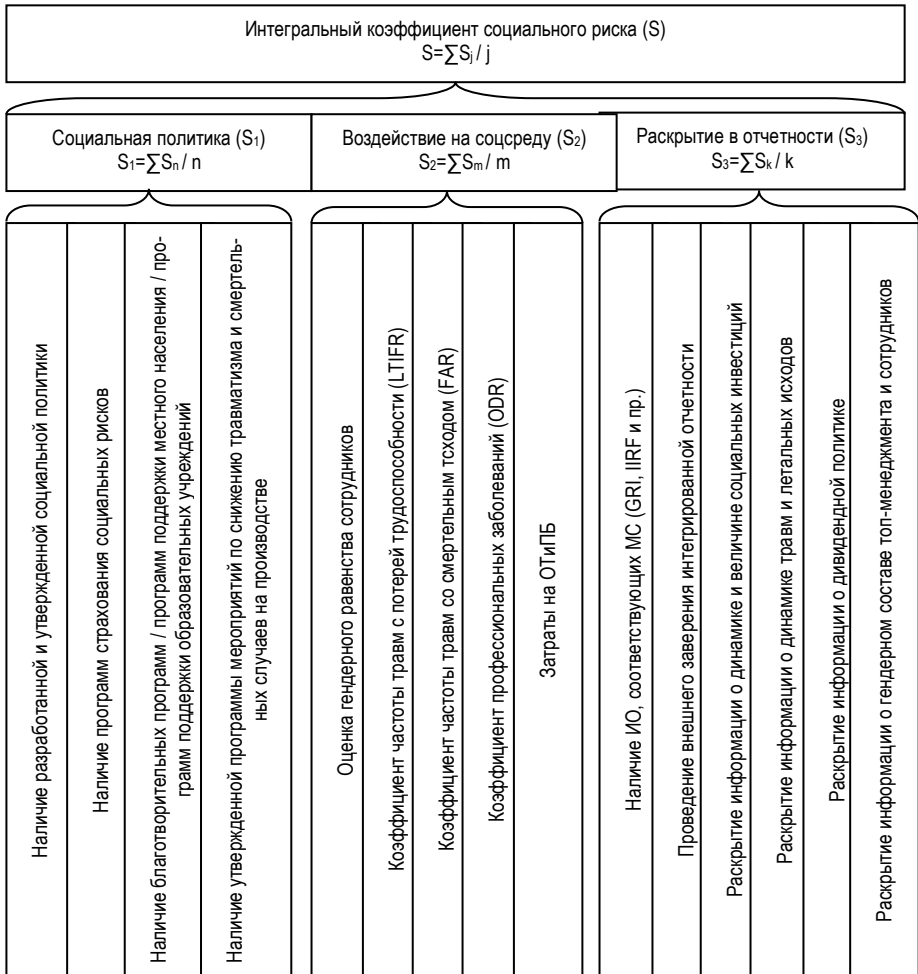 Интегральный коэффициент социального риска (S)
S=∑Sj / j
Социальная политика (S1)
S1=∑Sn / n
Воздействие на соцсреду (S2)
S2=∑Sm / m
Раскрытие в отчетности (S3)
S3=∑Sk / k
Наличие разработанной и утвержденной социальной политики
Наличие программ страхования социальных рисков
Наличие благотворительных программ / программ поддержки местного населения / про-
грамм поддержки образовательных учреждений
Наличие утвержденной программы мероприятий по снижению травматизма и смертель-
ных случаев на производстве
Оценка гендерного равенства сотрудников
Коэффициент частоты травм с потерей трудоспособности (LTIFR)
Коэффициент частоты травм со смертельным тсходом (FAR)
Коэффициент профессиональных заболеваний (ODR)
Затраты на ОТиПБ
Наличие ИО, соответствующих МС (GRI, IIRF и пр.)
Проведение внешнего заверения интегрированной отчетности
Раскрытие информации о динамике и величине социальных инвестиций
Раскрытие информации о динамике травм и летальных исходов
Раскрытие информации о дивидендной политике
Раскрытие информации о гендерном составе топ-менеджмента и сотрудников